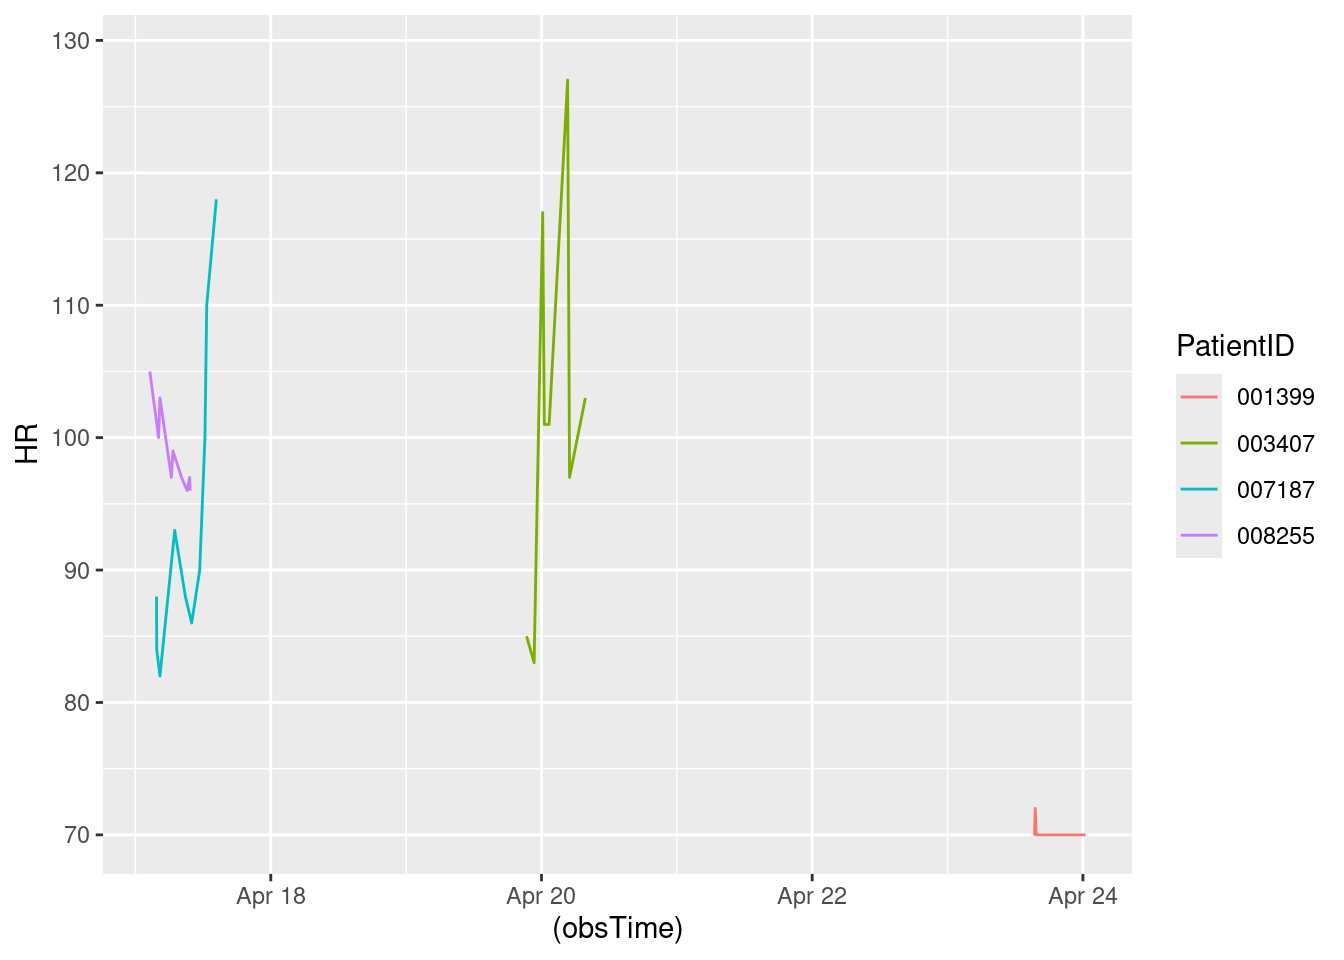 130
120
110
100
90
80
70
HR
Apr 18
Apr 20
Apr 22
Apr 24
(obsTime)
PatientID
001399
003407
007187
008255